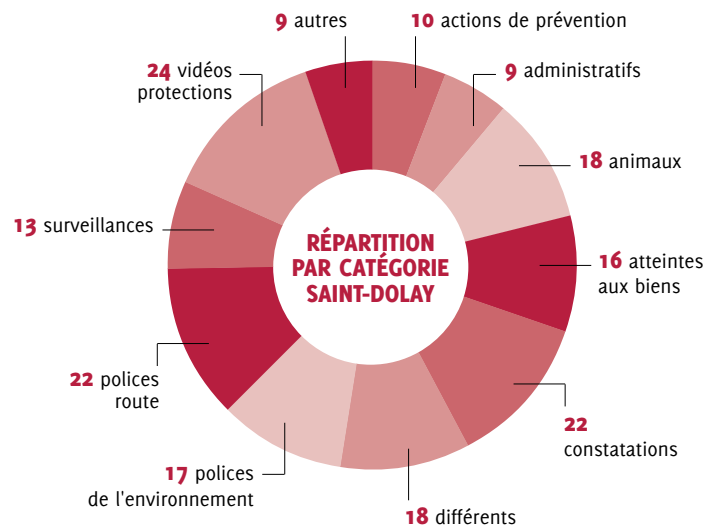 9 autres
10 actions de prévention
24 vidéos
protections
9 administratifs
18 animaux
13 surveillances
RÉPARTITION
PAR CATÉGORIE
SAINT-DOLAY
16 atteintes
aux biens
22 polices
route
22
constatations
17 polices
de l'environnement
18 différents